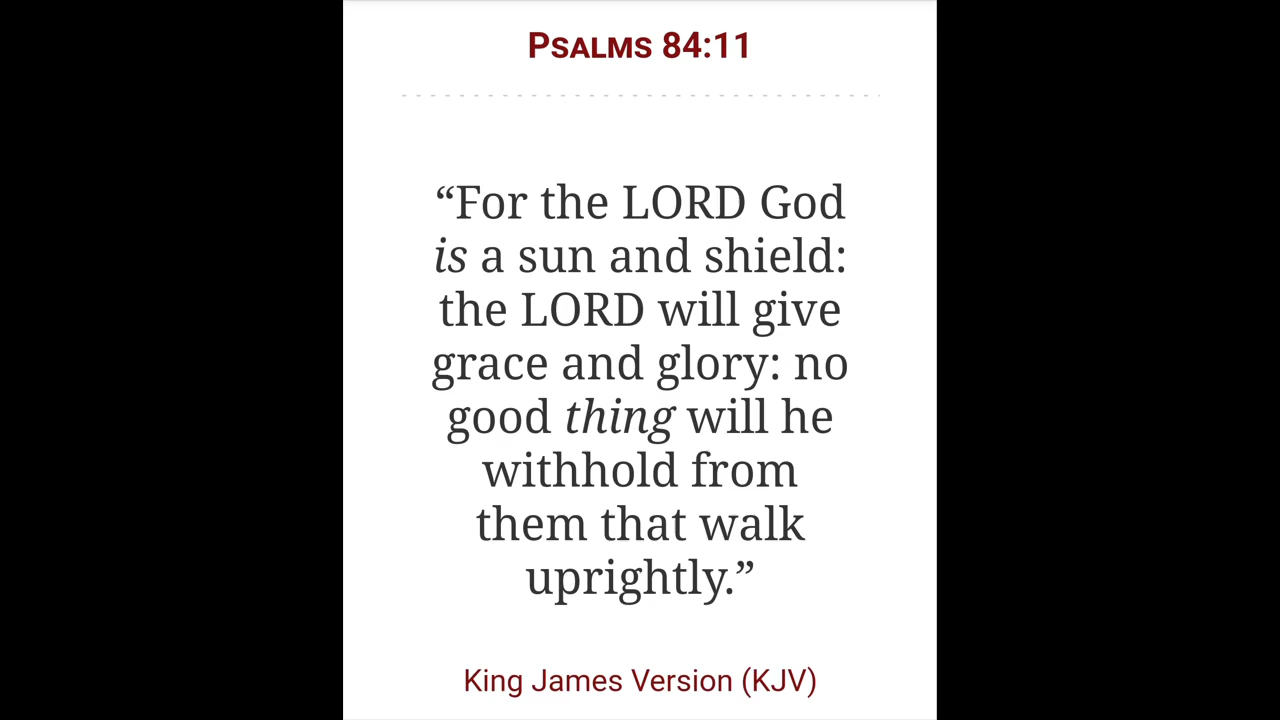 PSALMS 84:11
“For the LORD God
is a sun and shield:
the LORD will give
grace and glory: no
good thing will he
withhold from
them that walk
uprightly.”
King James Version (KJV)